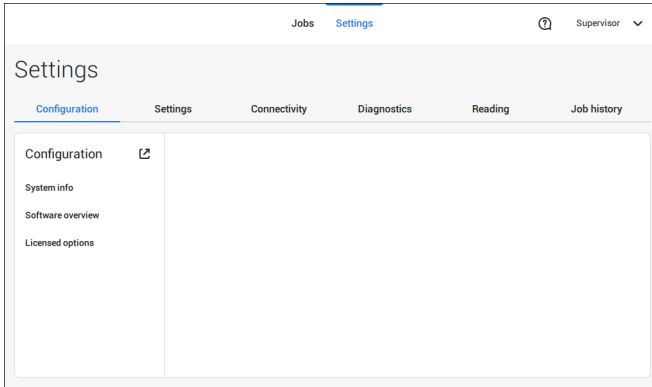 Jobs Settings Supervisor
Settings
Configuration Settings Connectivity Diagnostics Reading Job history
Configuration
System info
Software overview
Licensed options